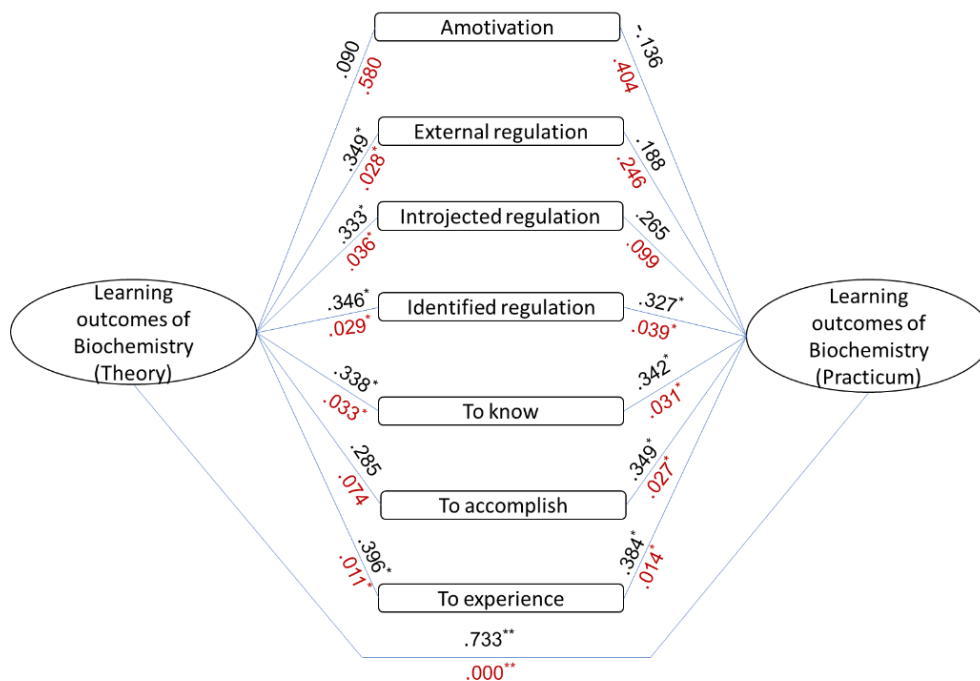 Amotivation
.090
.580
-.136
.404
External regulation
.349*
.028*
.188
.246
Introjected regulation
.333*
.036*
.265
.099
Learning
outcomes of
Biochemistry
(Theory)
Identified regulation
.346*
.029*
.327*
.039*
Learning
outcomes of
Biochemistry
(Practicum)
To know
.338*
.033*
.342*
.031*
To accomplish
.285
.074
.349*
.027*
To experience
.396*
.011*
.384*
.014*
.733**
.000**